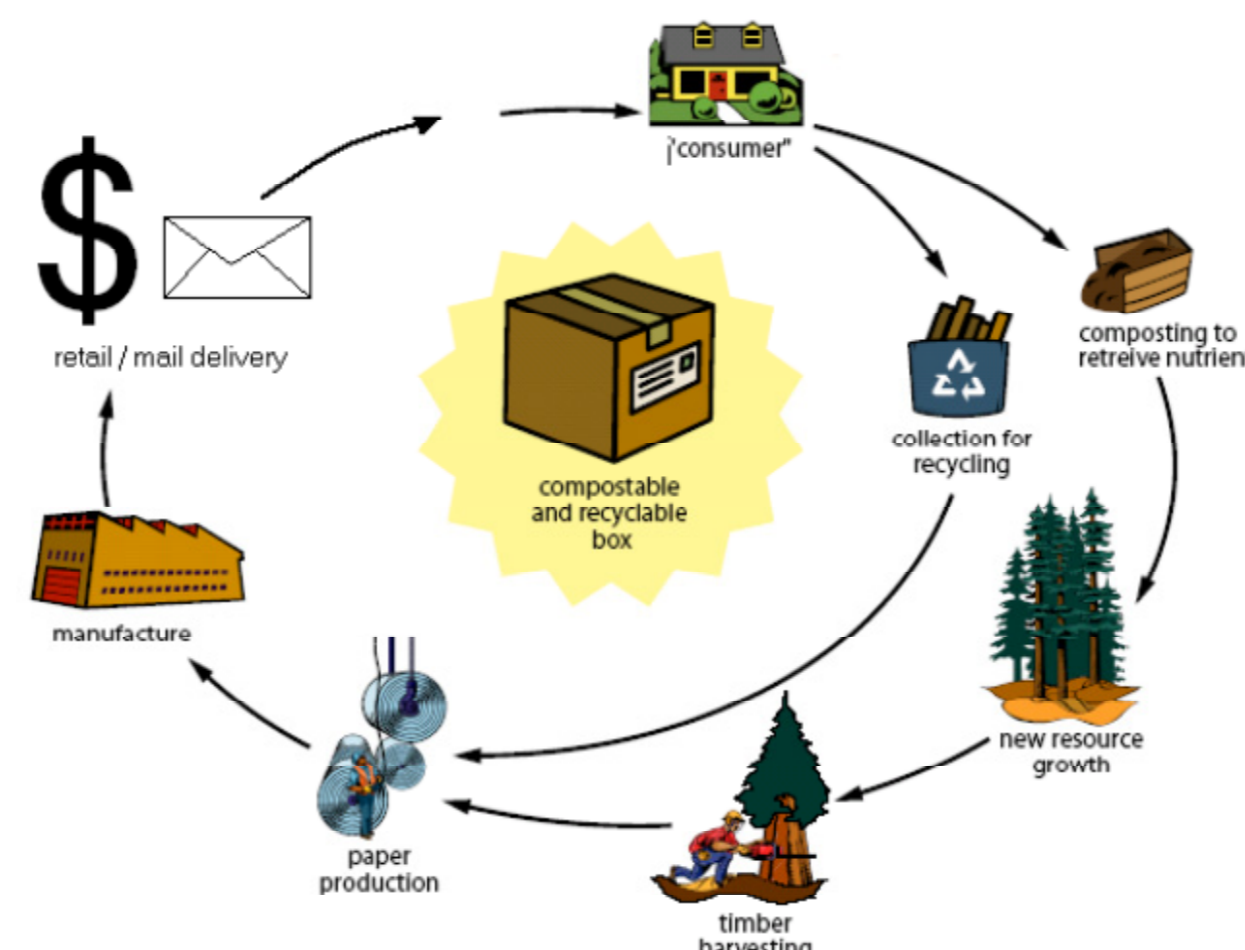 ¡'consumer"
$
retail / mail delivery
composting to
retreive nutrien
collection for
recycling
compostable
and recyclable
box
manufacture
new resource
growth
paper
production
timber
harvesting